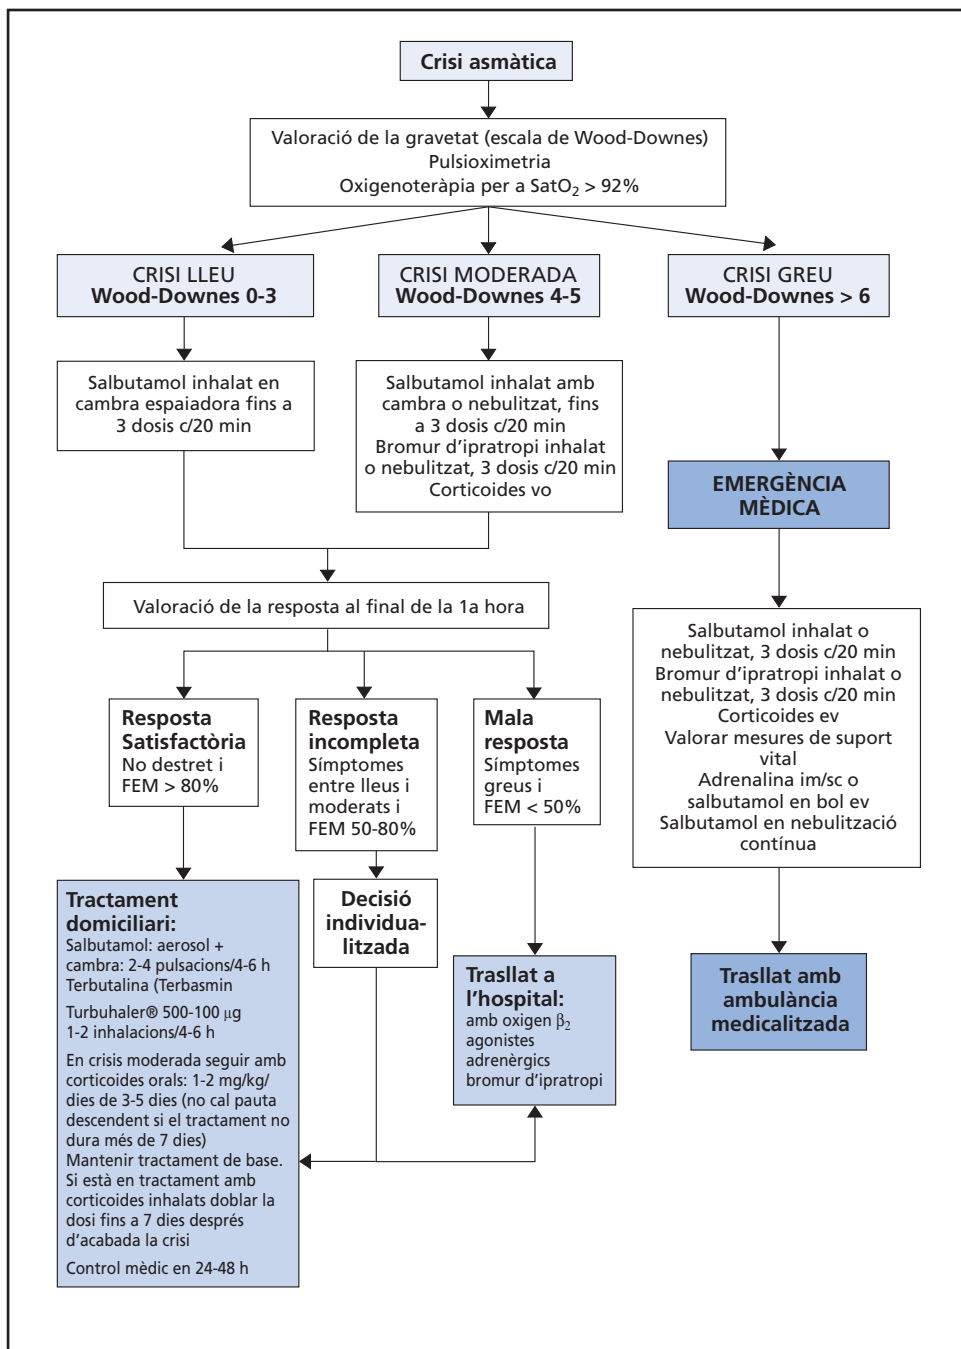 Crisi asmàtica
Valoració de la gravetat (escala de Wood-Downes)
Pulsioximetria
Oxigenoteràpia per a SatO₂ > 92%
CRISI LLEU
Wood-Downes 0-3
CRISI MODERADA
Wood-Downes 4-5
CRISI GREU
Wood-Downes > 6
Salbutamol inhalat en
cambra espaiadora fins a
3 dosis c/20 min
Salbutamol inhalat amb
cambra o nebulitzat, fins
a 3 dosis c/20 min
Bromur d'ipratropi inhalat
o nebulitzat, 3 dosis c/20 min
Corticoides vo
EMERGÈNCIA
MÈDICA
Valoració de la resposta al final de la 1a hora
Salbutamol inhalat o
nebulitzat, 3 dosis c/20 min
Bromur d'ipratropi inhalat o
nebulitzat, 3 dosis c/20 min
Corticoides ev
Valorar mesures de suport
vital
Adrenalina im/sc o
salbutamol en bol ev
Salbutamol en nebulització
contínua
Resposta
Satisfactòria
No destret i
FEM > 80%
Resposta
incompleta
Símptomes
entre lleus i
moderats i
FEM 50-80%
Mala
resposta
Símptomes
greus i
FEM < 50%
Tractament
domiciliari:
Salbutamol: aerosol +
cambra: 2-4 pulsacions/4-6 h
Terbutalina (Terbasmin
Turbuhaler® 500-100 µg
1-2 inhalacions/4-6 h
En crisis moderada seguir amb
corticoides orals: 1-2 mg/kg/
dies de 3-5 dies (no cal pauta
descendent si el tractament no
dura més de 7 dies)
Mantenir tractament de base.
Si està en tractament amb
corticoides inhalats doblar la
dosi fins a 7 dies després
d'acabada la crisi
Control mèdic en 24-48 h
Decisió
individua-
litzada
Trasllat a
l'hospital:
amb oxigen β₂
agonistes
adrenèrgics
bromur d'ipratropi
Trasllat amb
ambulància
medicalitzada